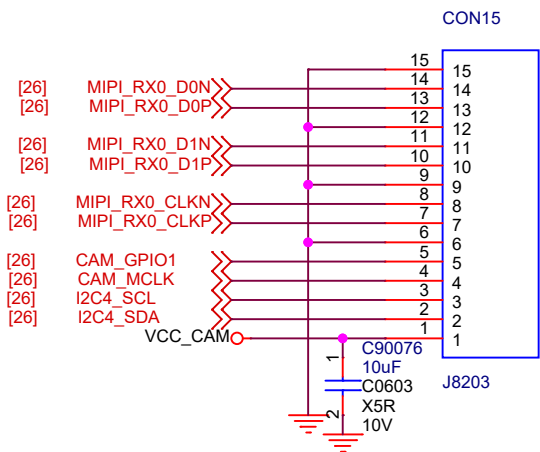 CON15
15 15
[26] MIPI_RX0_D0N 14 14
[26] MIPI_RX0_D0P 13 13
12 12
[26] MIPI_RX0_D1N 11 11
[26] MIPI_RX0_D1P 10 10
9 9
[26] MIPI_RX0_CLKN 8 8
[26] MIPI_RX0_CLKP 7 7
6 6
[26] CAM_GPIO1 5 5
[26] CAM_MCLK 4 4
[26] I2C4_SCL 3 3
[26] I2C4_SDA 2 2
VCC_CAM 1 1
1 C90076
10uF
C0603
X5R
2 10V
J8203